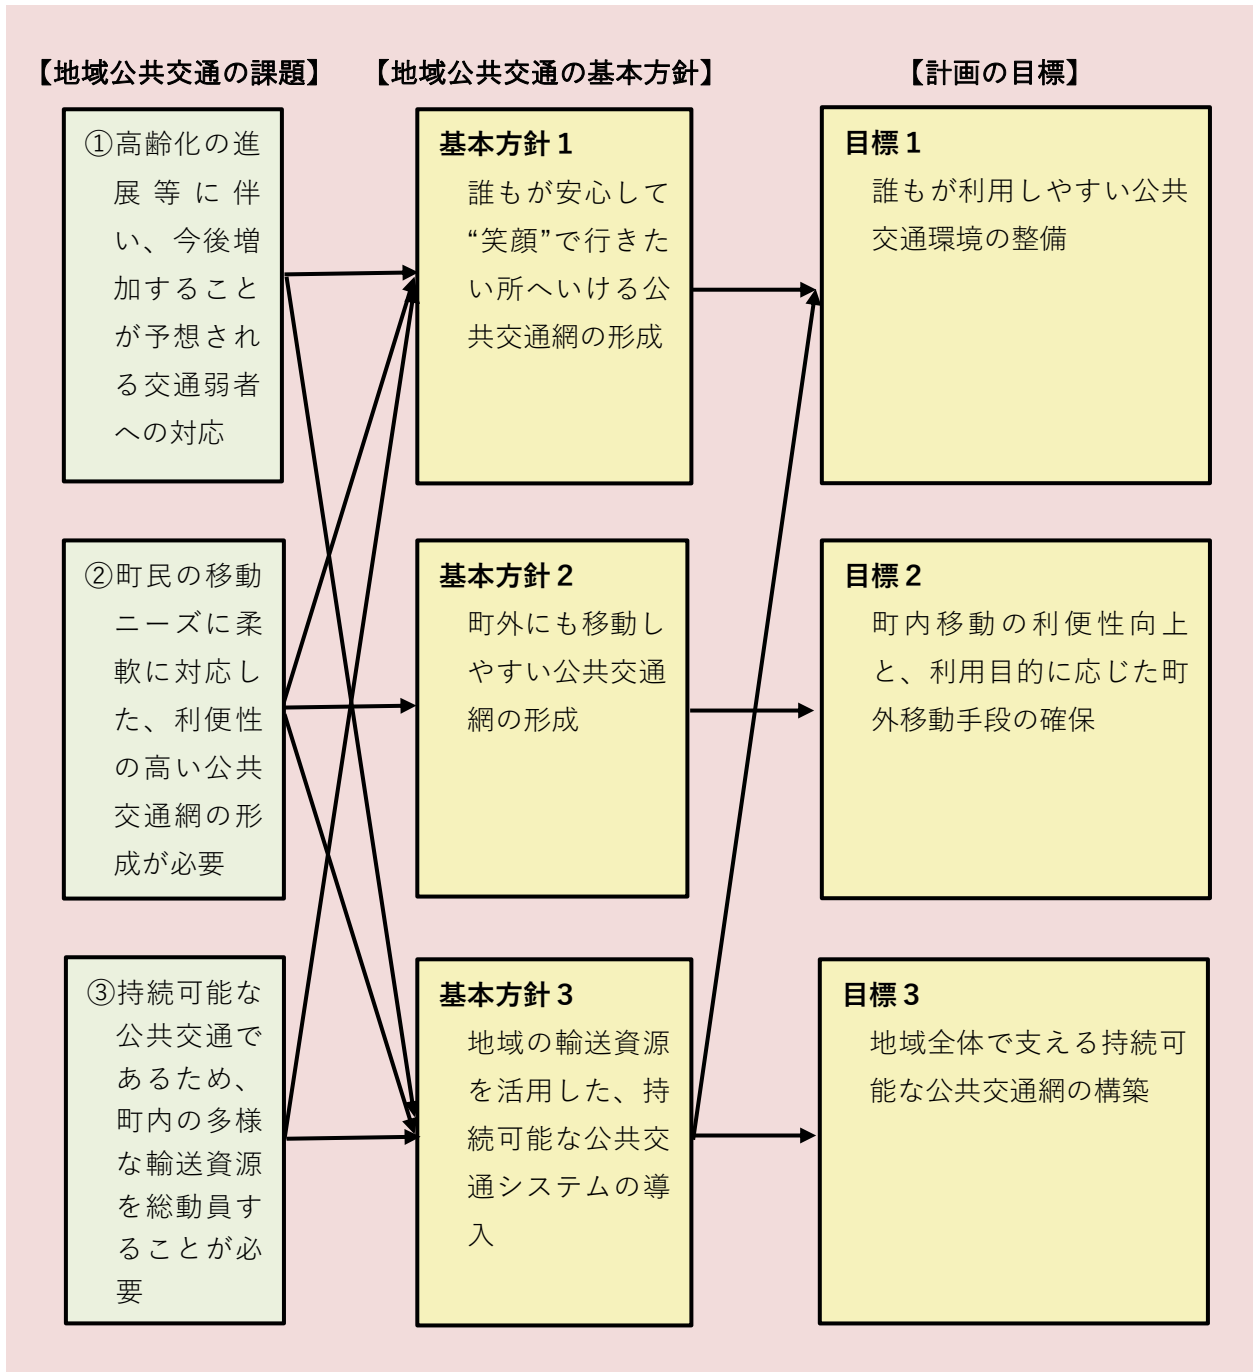 【地域公共交通の課題】
【地域公共交通の基本方針】
【計画の目標】
①高齢化の進
展等に伴
い、今後増
加すること
が予想され
る交通弱者
への対応
基本方針1
誰もが安心して
“笑顔”で行きた
い所へいける公
共交通網の形成
目標1
誰もが利用しやすい公共
交通環境の整備
②町民の移動
ニーズに柔
軟に対応し
た、利便性
の高い公共
交通網の形
成が必要
基本方針2
町外にも移動し
やすい公共交通
網の形成
目標2
町内移動の利便性向上
と、利用目的に応じた町
外移動手段の確保
③持続可能な
公共交通で
あるため、
町内の多様
な輸送資源
を総動員す
ることが必
要
基本方針3
地域の輸送資源
を活用した、持
続可能な公共交
通システムの導
入
目標3
地域全体で支える持続可
能な公共交通網の構築